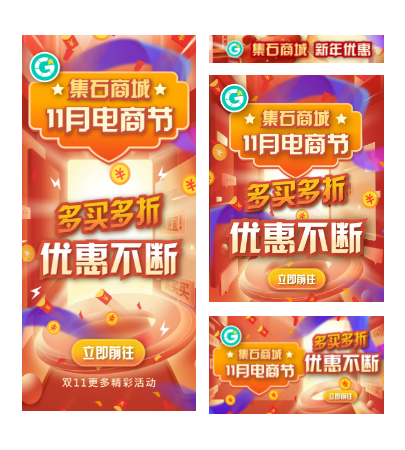 集石商城
11月电商节
多买多折
优惠不断
立即前往
双11更多精彩活动
集石商城 新年优惠
集石商城
11月电商节
多买多折
优惠不断
立即前往
集石商城
11月电商节
多买多折
优惠不断
立即前往